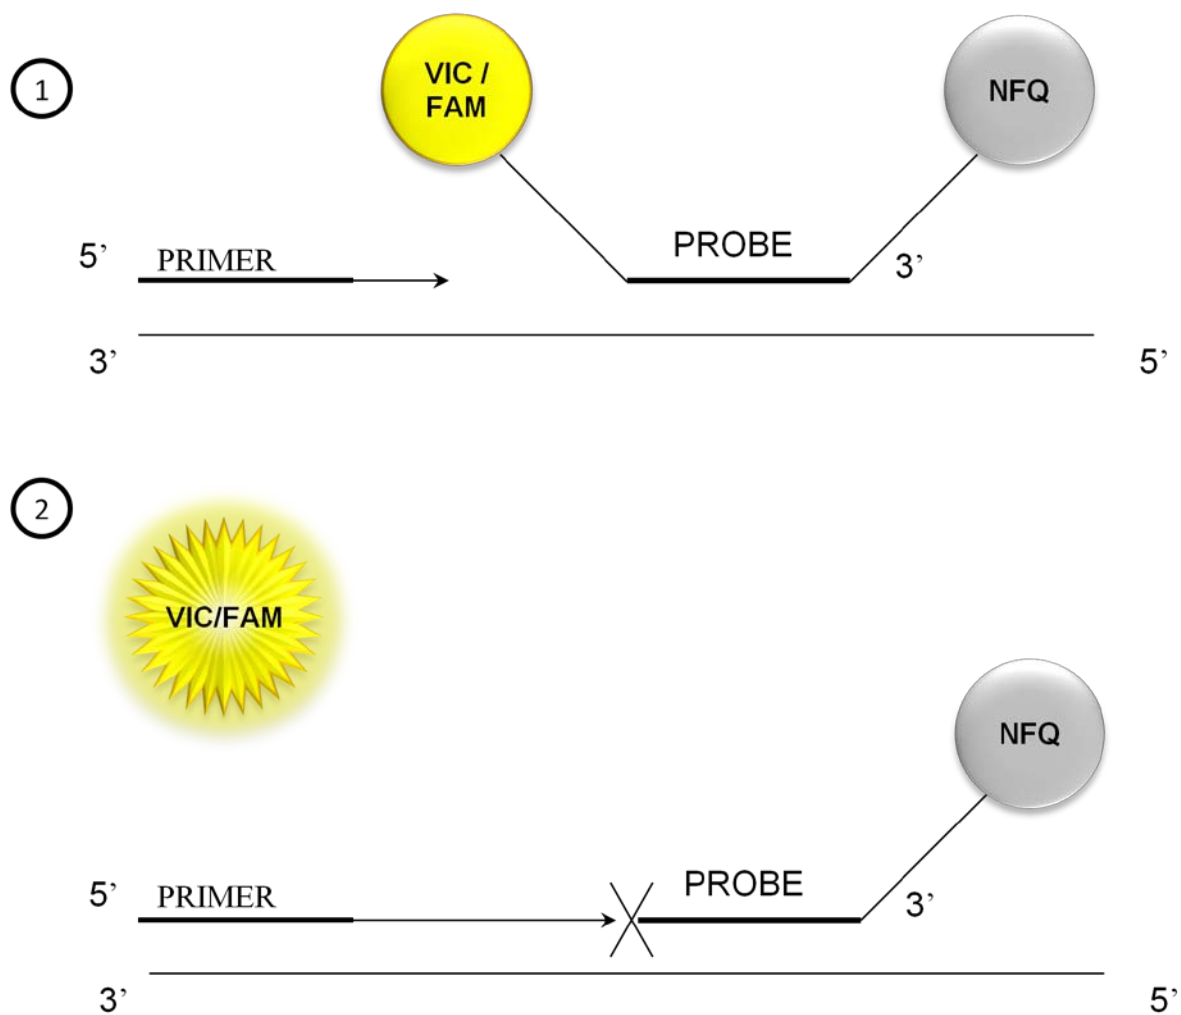 1
VIC /
FAM
NFQ
5’
PRIMER
PROBE
3’
3’
5’
2
VIC/FAM
NFQ
5’
PRIMER
PROBE
3’
3’
5’